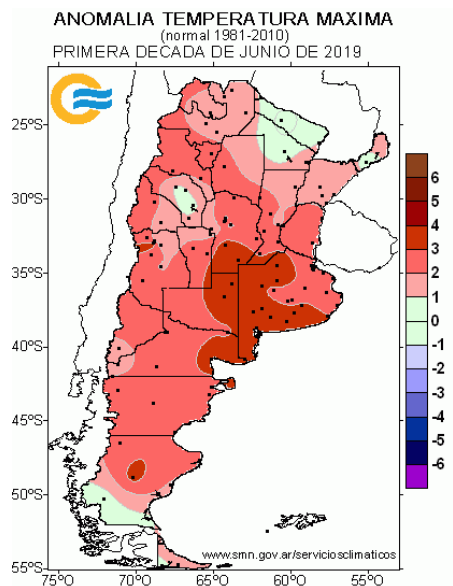 ANOMALIA TEMPERATURA MAXIMA
(normal 1981-2010)
PRIMERA DECADA DE JUNIO DE 2019
25°S
30°S
35°S
40°S
45°S
50°S
55°S
75°O 70°O 65°O 60°O 55°O
6
5
4
3
2
1
0
-1
-2
-3
-4
-5
-6
www.smn.gov.ar/serviciosclimaticos